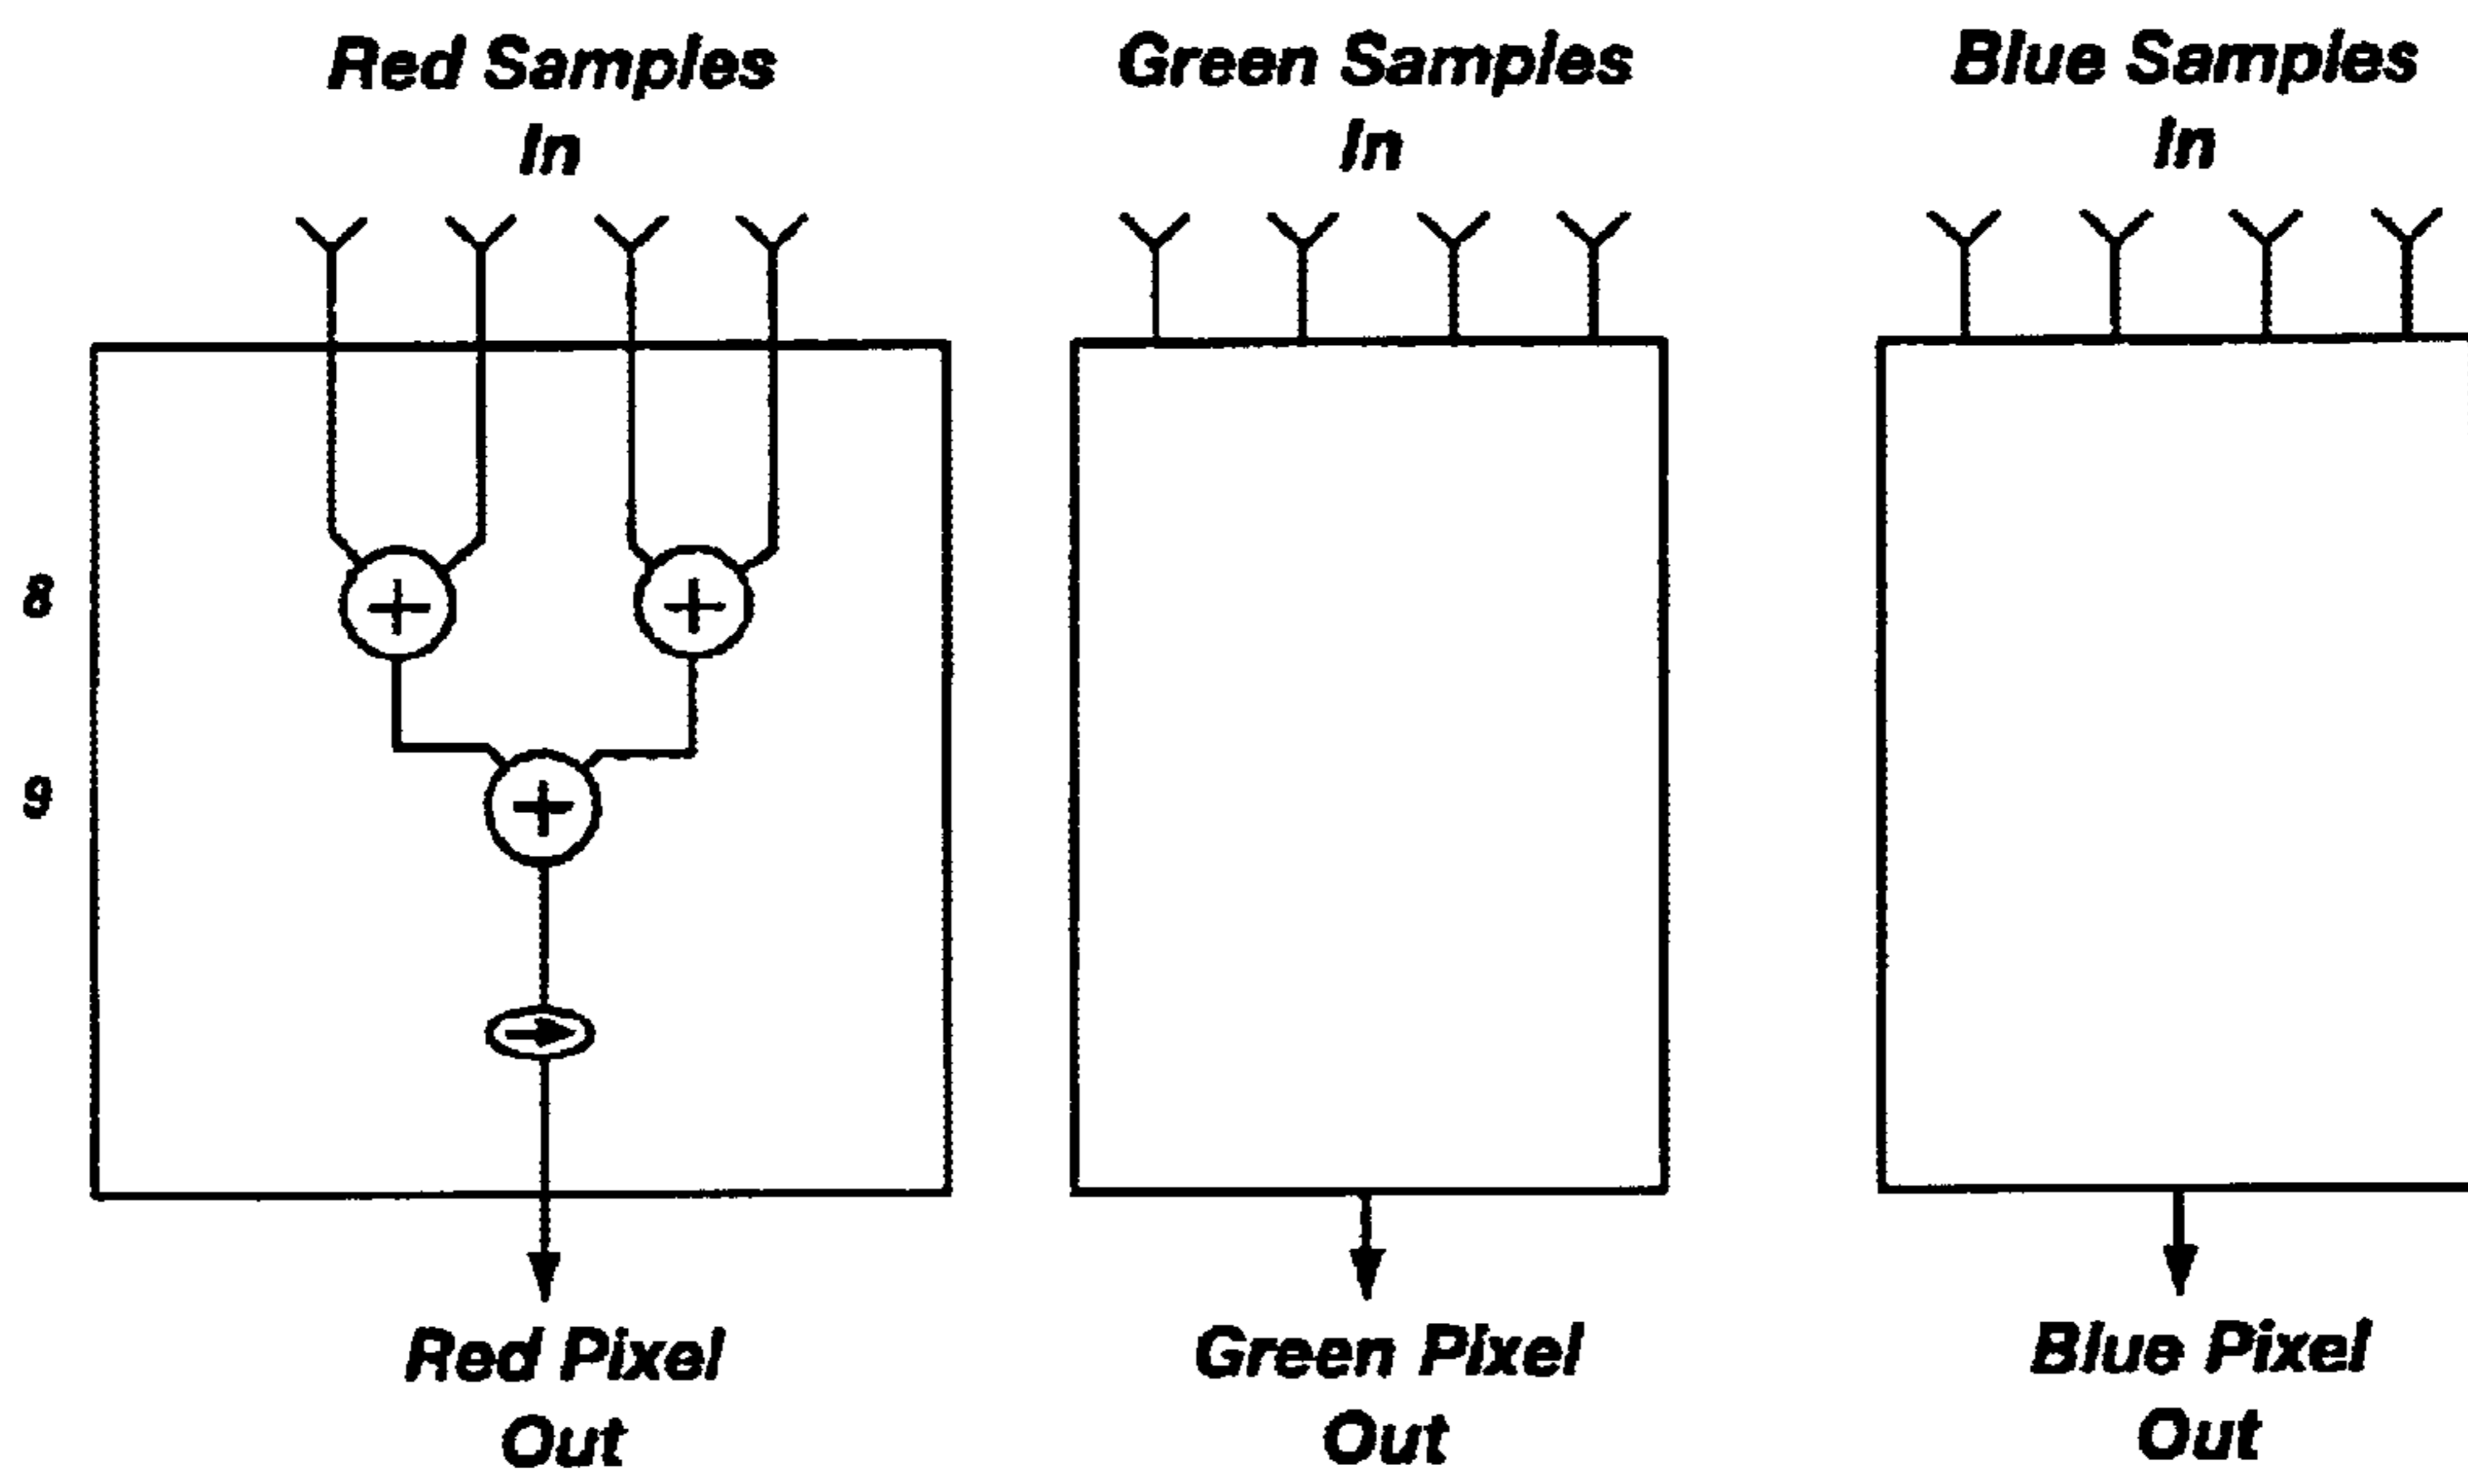 Red Samples
In
Green Samples
In
Blue Samples
In
8
9
Red Pixel
Out
Green Pixel
Out
Blue Pixel
Out